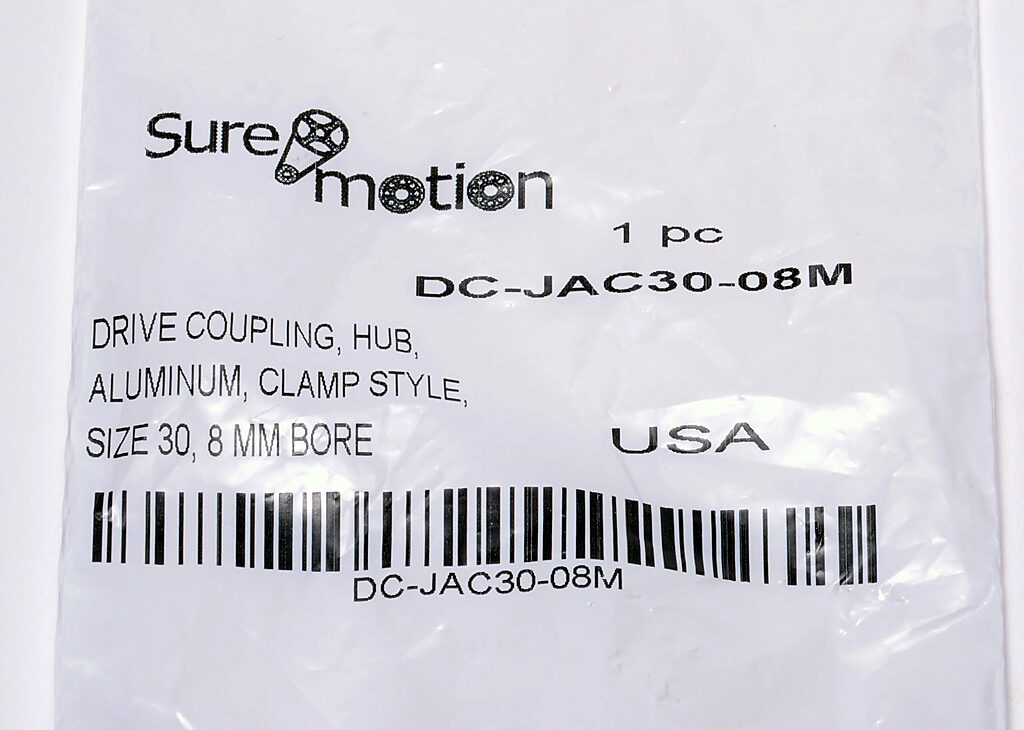 Sure motion
1 pc
DC-JAC30-08M
DRIVE COUPLING, HUB,
ALUMINUM, CLAMP STYLE,
SIZE 30, 8 MM BORE
USA
DC-JAC30-08M